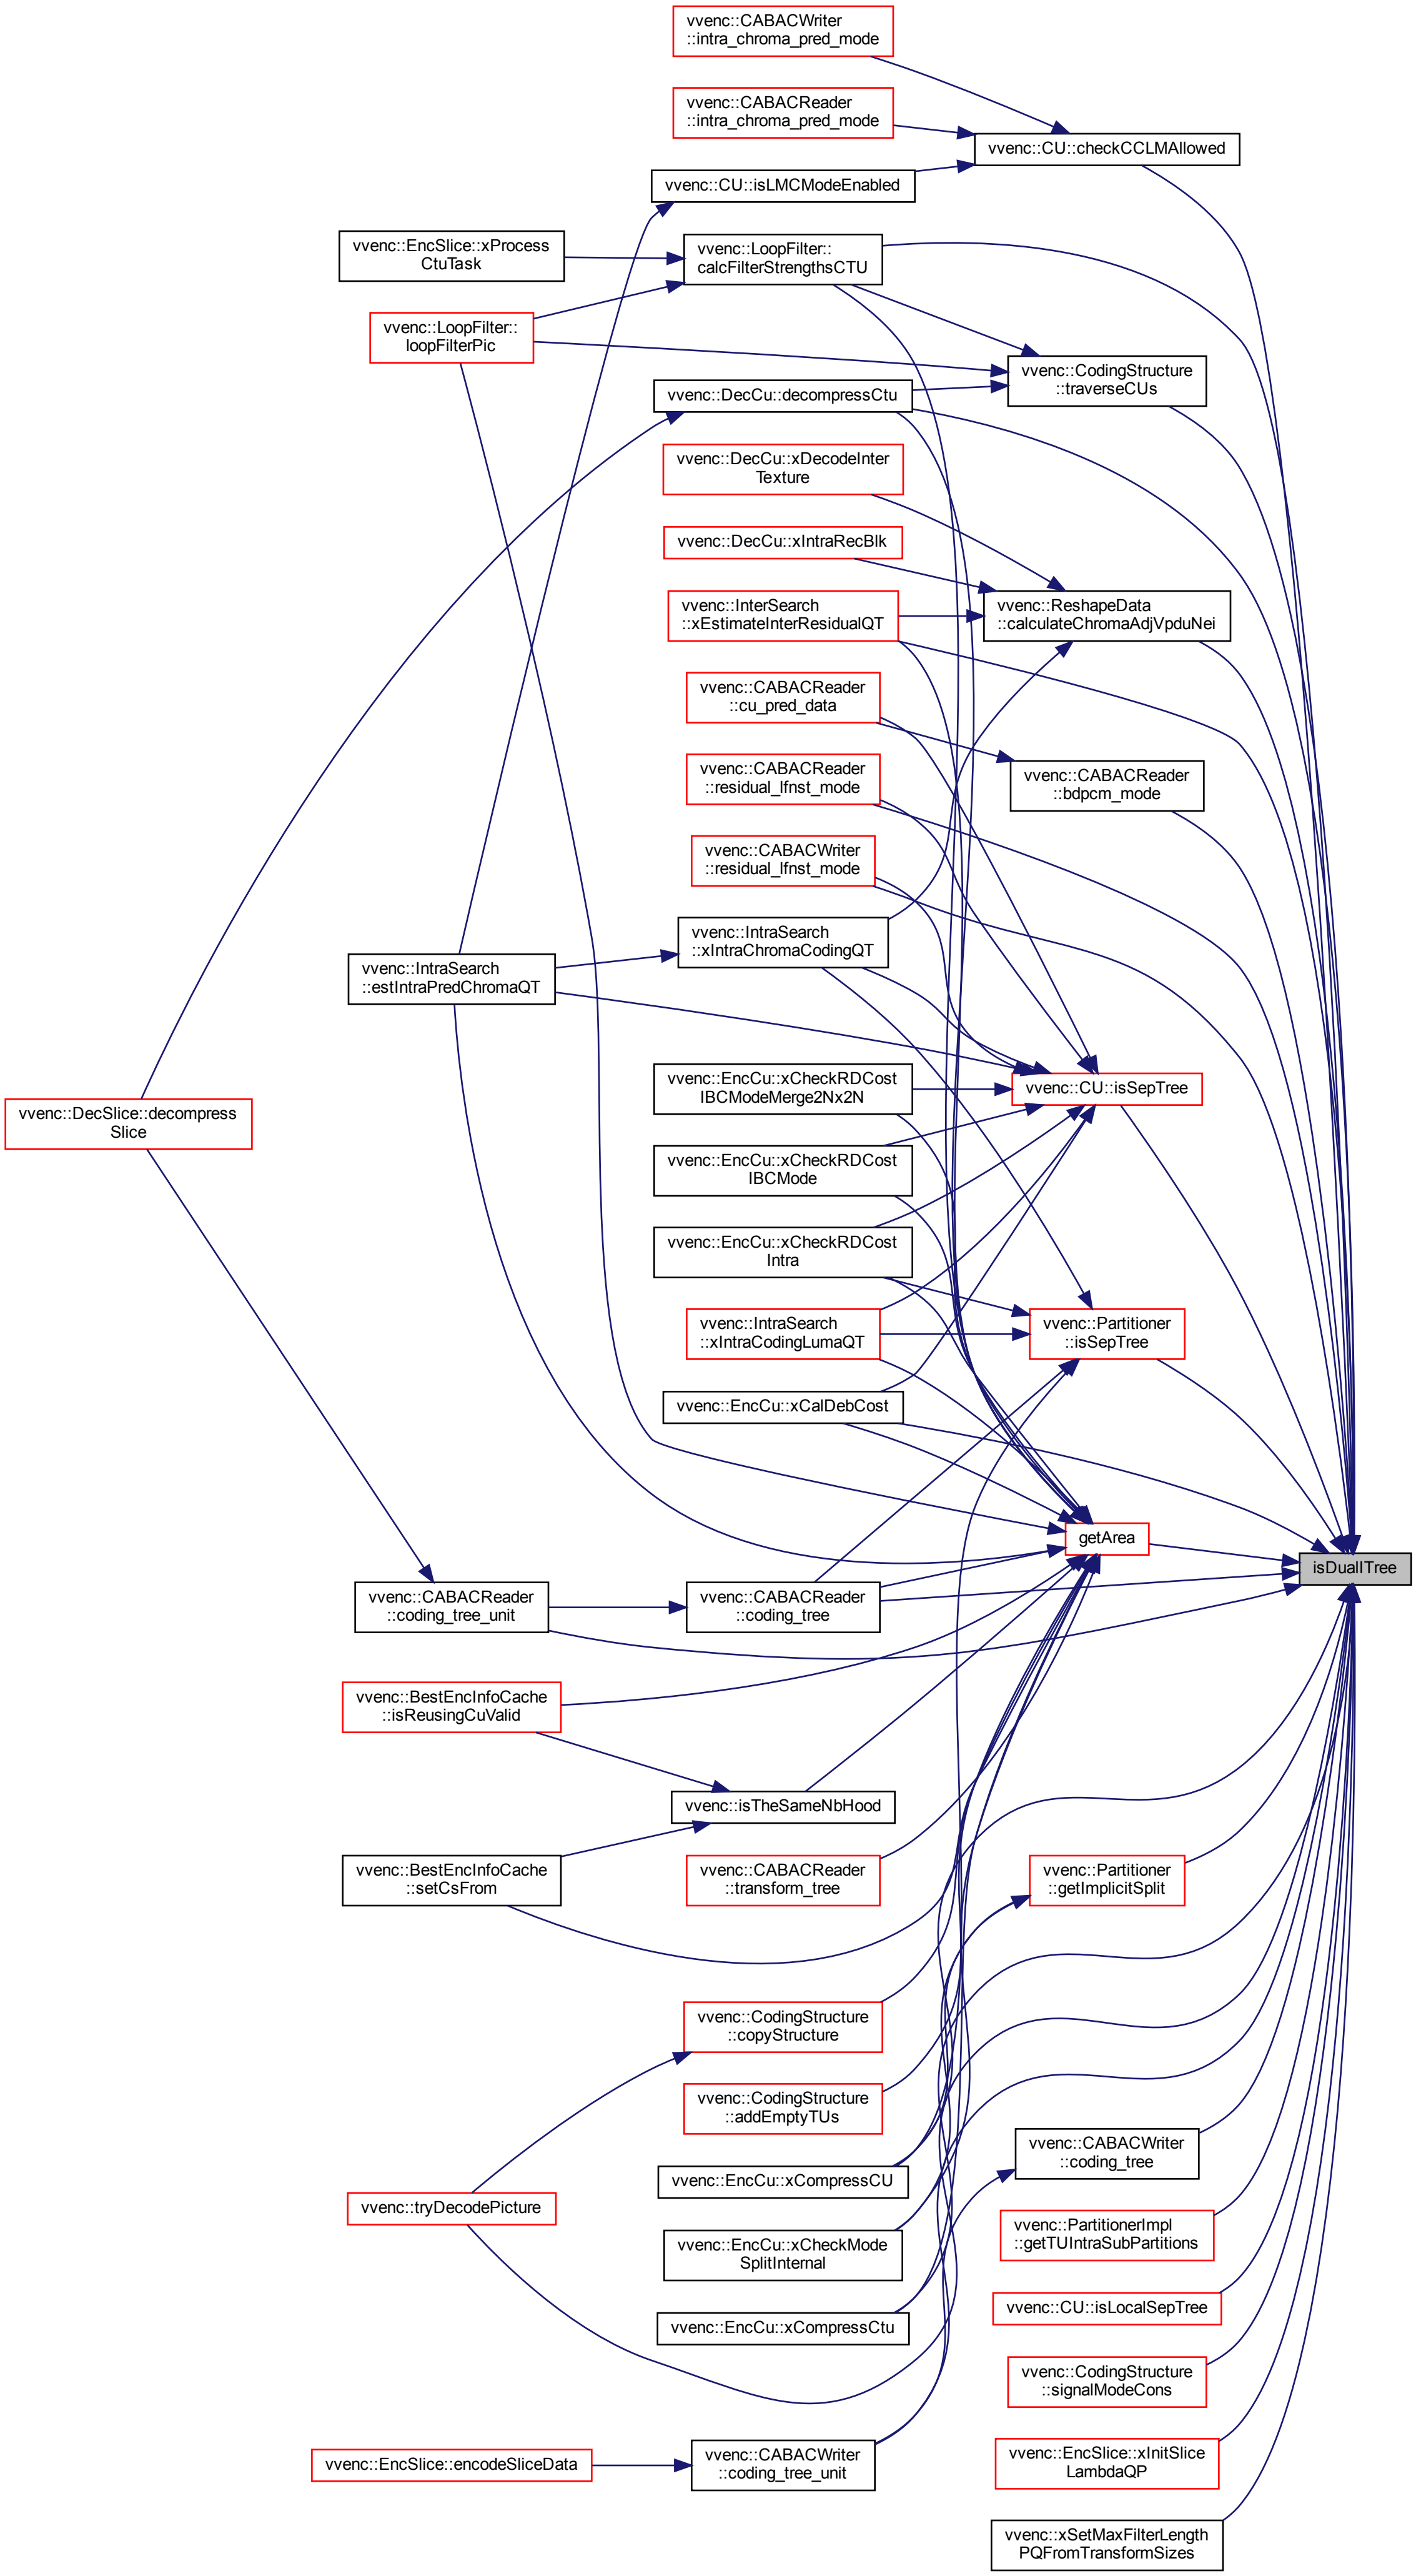 vvenc::CABACWriter
::intra_chroma_pred_mode
vvenc::CABACReader
::intra_chroma_pred_mode
vvenc::CU::checkCCLMAllowed
vvenc::CU::isLMCModeEnabled
vvenc::EncSlice::xProcess
CtuTask
vvenc::LoopFilter::
calcFilterStrengthsCTU
vvenc::LoopFilter::
loopFilterPic
vvenc::CodingStructure
::traverseCUs
vvenc::DecCu::decompressCtu
vvenc::DecCu::xDecodeInter
Texture
vvenc::DecCu::xIntraRecBlk
vvenc::InterSearch
::xEstimateInterResidualQT
vvenc::ReshapeData
::calculateChromaAdjVpduNei
vvenc::CABACReader
::cu_pred_data
vvenc::CABACReader
::residual_lfnst_mode
vvenc::CABACReader
::bdpcm_mode
vvenc::CABACWriter
::residual_lfnst_mode
vvenc::IntraSearch
::xIntraChromaCodingQT
vvenc::IntraSearch
::estIntraPredChromaQT
vvenc::EncCu::xCheckRDCost
IBCModeMerge2Nx2N
vvenc::CU::isSepTree
vvenc::DecSlice::decompress
Slice
vvenc::EncCu::xCheckRDCost
IBCMode
vvenc::EncCu::xCheckRDCost
Intra
vvenc::IntraSearch
::xIntraCodingLumaQT
vvenc::Partitioner
::isSepTree
vvenc::EncCu::xCalDebCost
getArea
isDualITree
vvenc::CABACReader
::coding_tree_unit
vvenc::CABACReader
::coding_tree
vvenc::BestEncInfoCache
::isReusingCuValid
vvenc::isTheSameNbHood
vvenc::BestEncInfoCache
::setCsFrom
vvenc::CABACReader
::transform_tree
vvenc::Partitioner
::getImplicitSplit
vvenc::CodingStructure
::copyStructure
vvenc::CodingStructure
::addEmptyTUs
vvenc::CABACWriter
::coding_tree
vvenc::EncCu::xCompressCU
vvenc::tryDecodePicture
vvenc::PartitionerImpl
::getTUIntraSubPartitions
vvenc::EncCu::xCheckMode
SplitInternal
vvenc::CU::isLocalSepTree
vvenc::EncCu::xCompressCtu
vvenc::CodingStructure
::signalModeCons
vvenc::EncSlice::encodeSliceData
vvenc::CABACWriter
::coding_tree_unit
vvenc::EncSlice::xInitSlice
LambdaQP
vvenc::xSetMaxFilterLength
PQFromTransformSizes